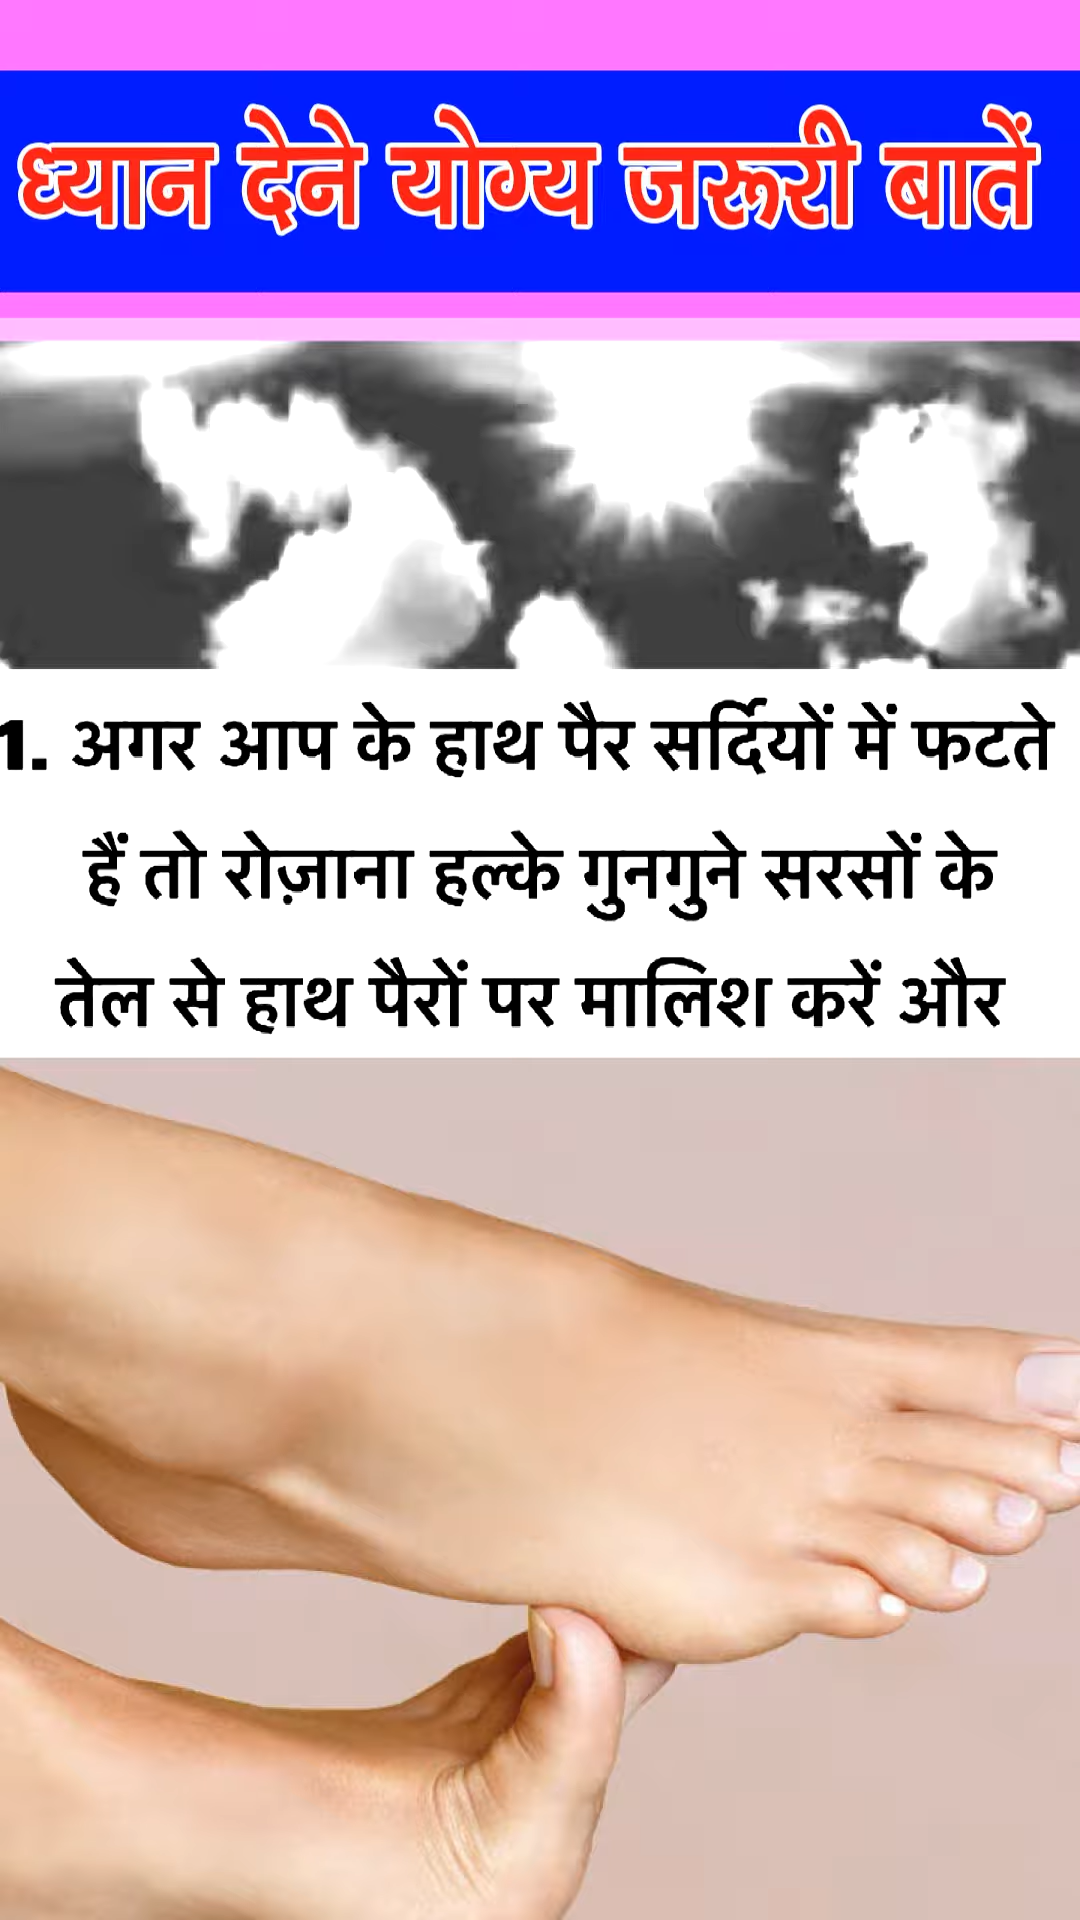 ध्यान देने योग्य जरूरी बातें
1. अगर आप के हाथ पैर सर्दियों में फटते
हैं तो रोज़ाना हल्के गुनगुने सरसों के
तेल से हाथ पैरों पर मालिश करें और